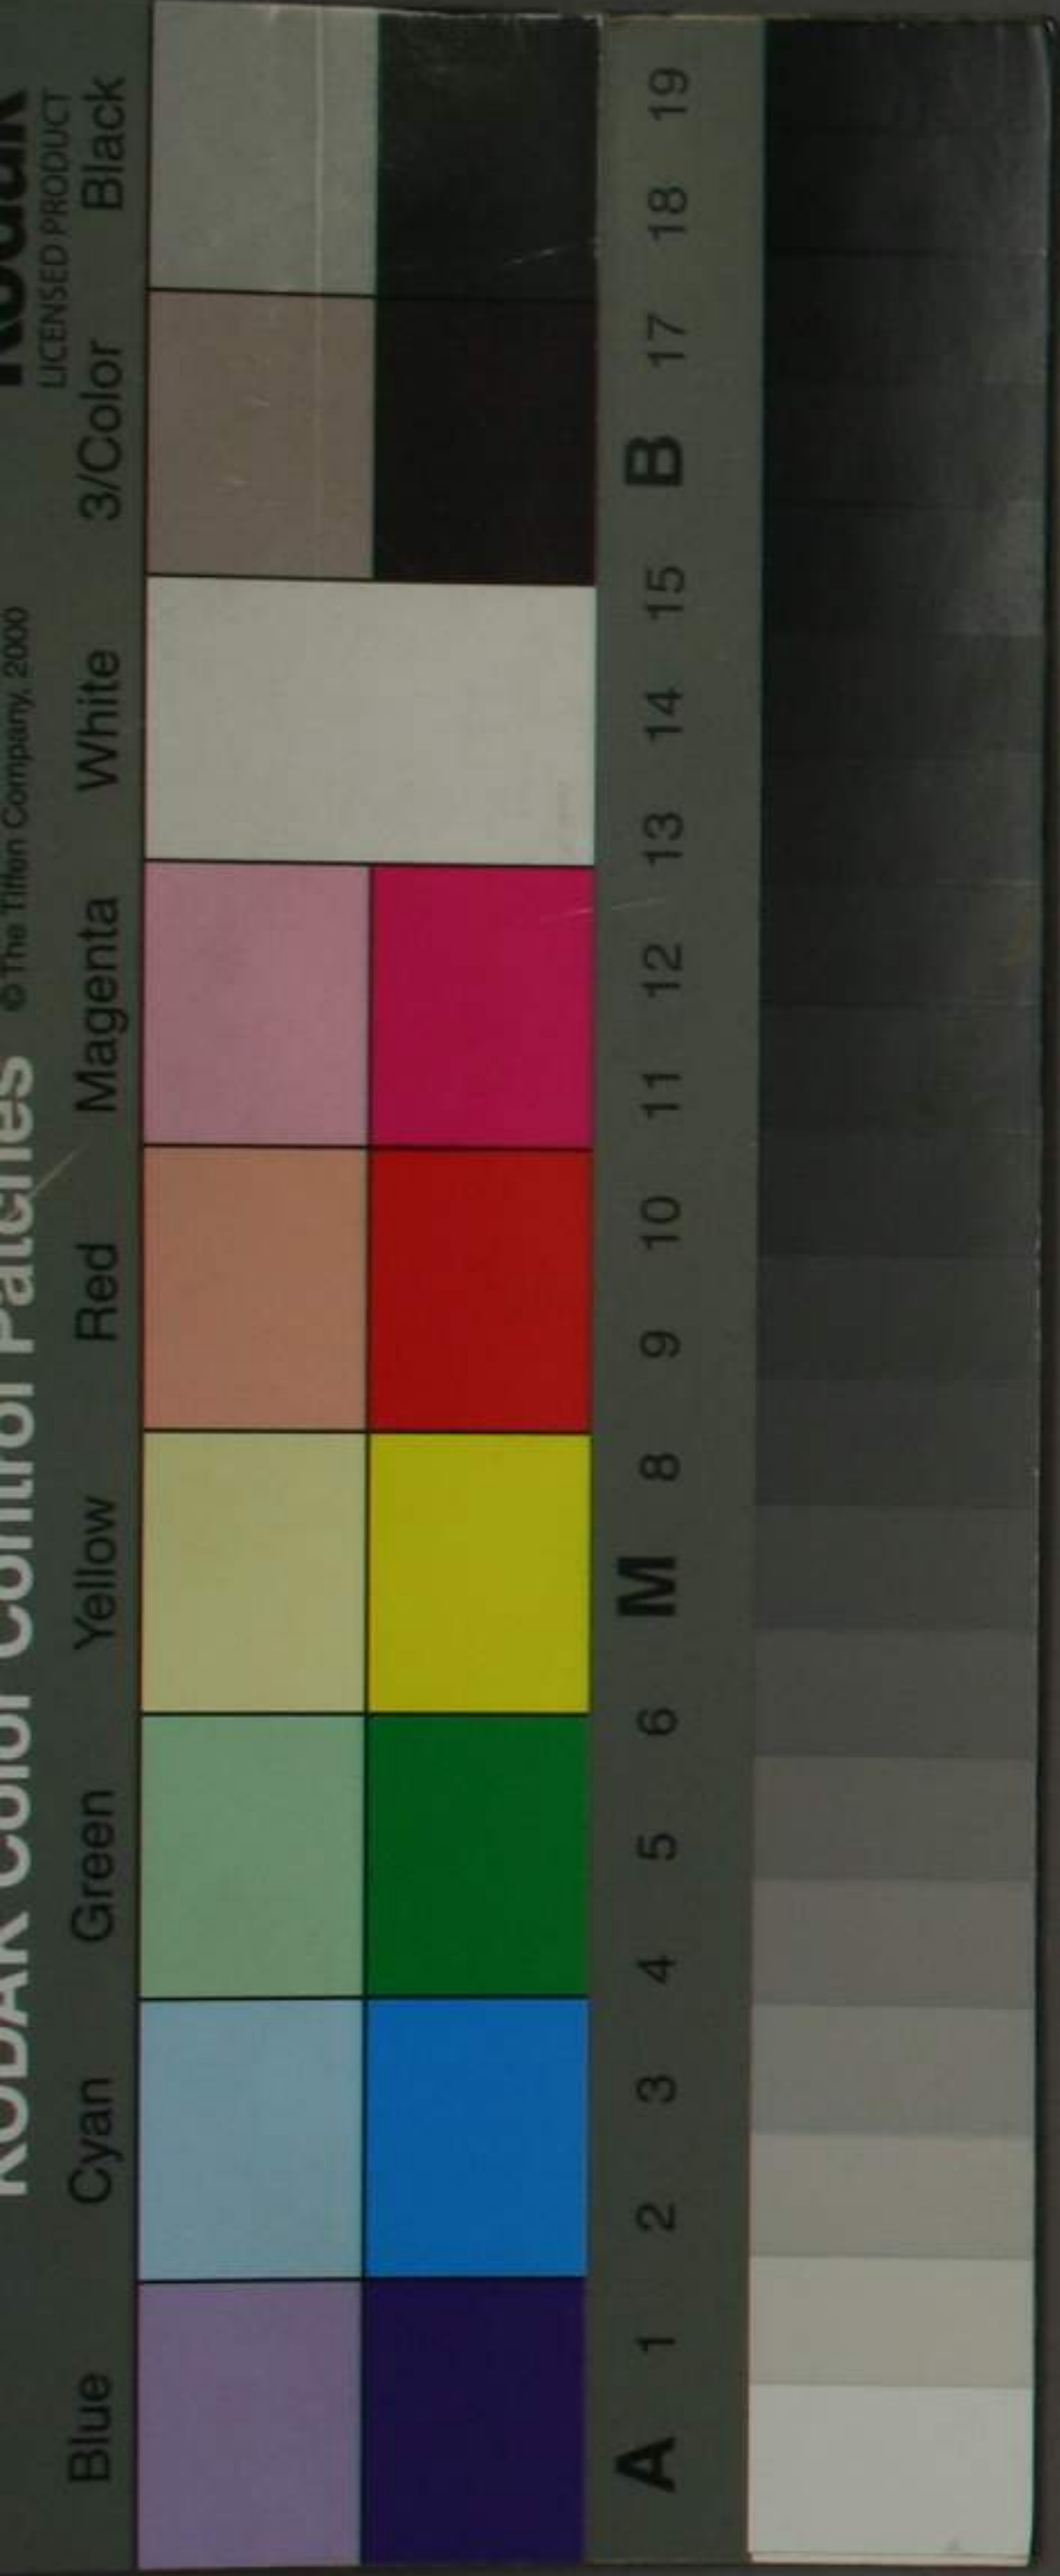 Kodak
LICENSED PRODUCT
KODAK Color Control Patches © The Tiffen Company, 2000
Blue Cyan Green Yellow Red Magenta White 3/Color Black
A 1 2 3 4 5 6 M 8 9 10 11 12 13 14 15 B 17 18 19